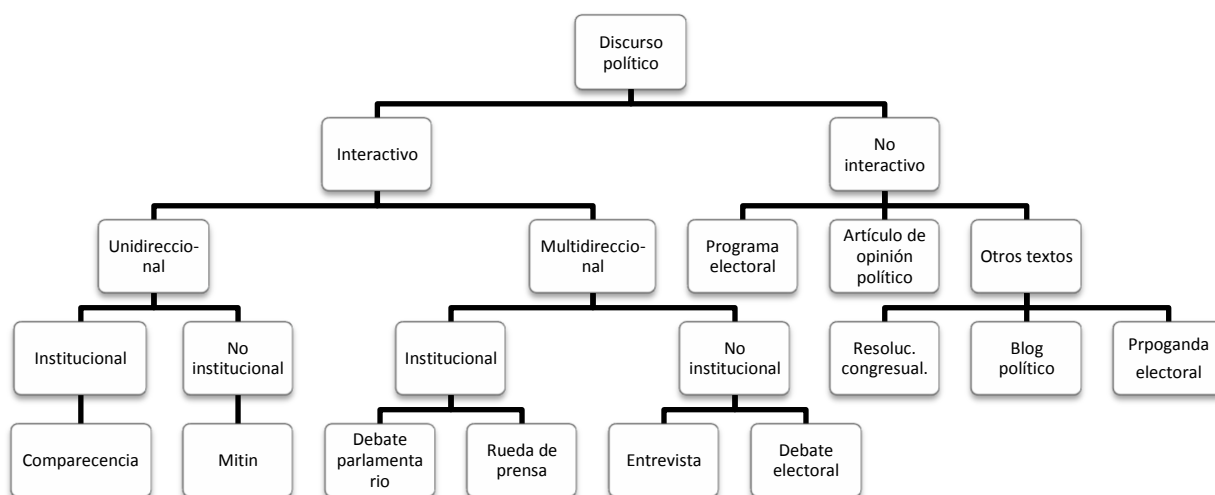 Discurso
político
Interactivo
No
interactivo
Unidireccio-
nal
Multidireccio-
nal
Programa
electoral
Artículo de
opinión
político
Otros textos
Institucional
No
institucional
Institucional
No
institucional
Resoluc.
congresual.
Blog
político
Prpoganda
electoral
Comparecencia
Mitin
Debate
parlamenta
rio
Rueda de
prensa
Entrevista
Debate
electoral